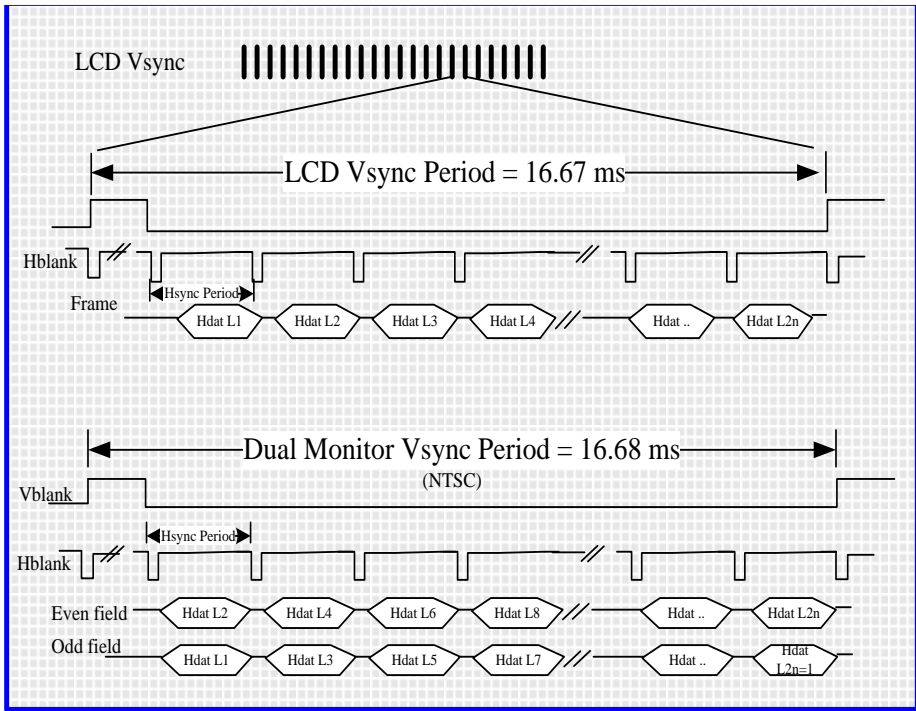 LCD Vsync
LCD Vsync Period = 16.67 ms
Hblank
Hsync Period
Frame
Hdat L1 Hdat L2 Hdat L3 Hdat L4 Hdat .. Hdat L2n
Dual Monitor Vsync Period = 16.68 ms
(NTSC)
Vblank
Hsync Period
Hblank
Even field Hdat L2 Hdat L4 Hdat L6 Hdat L8 Hdat .. Hdat L2n
Odd field Hdat L1 Hdat L3 Hdat L5 Hdat L7 Hdat .. Hdat
L2n=1